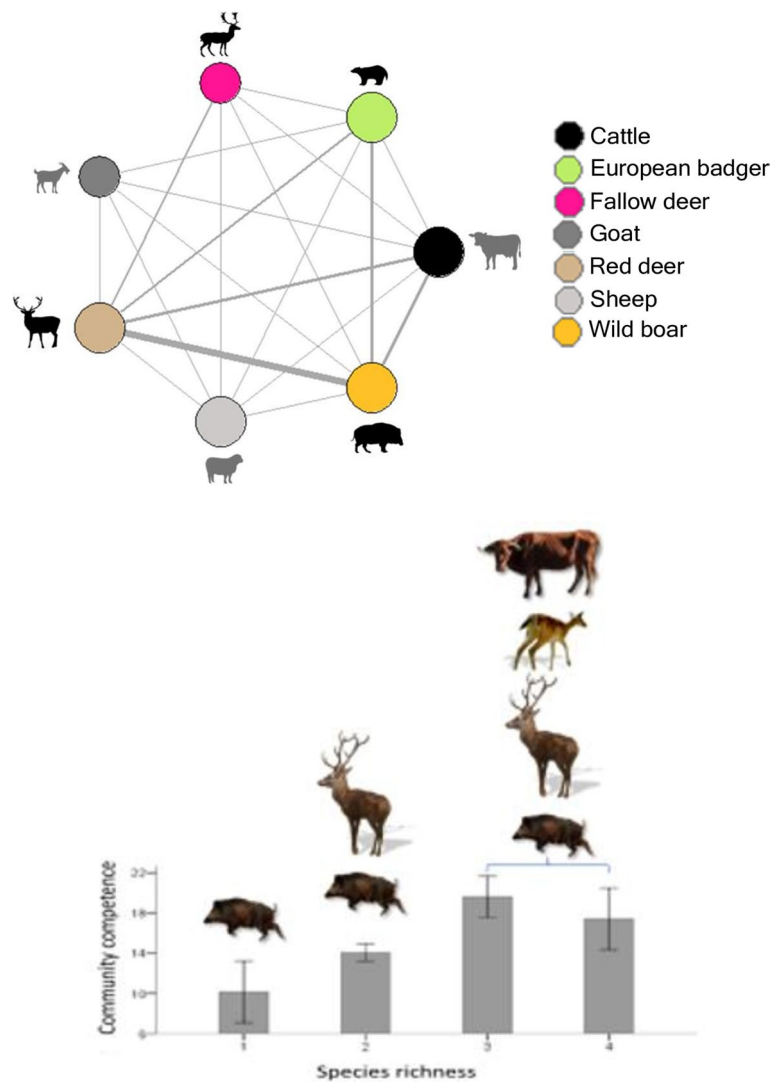 Cattle
European badger
Fallow deer
Goat
Red deer
Sheep
Wild boar
Community competence
22
18
14
10
6
1
2
3
4
Species richness